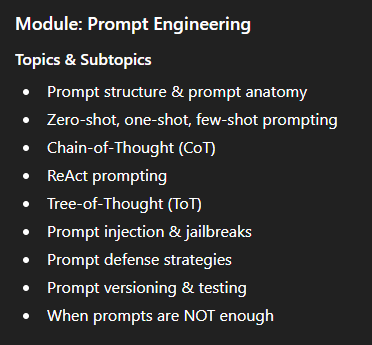 Module: Prompt Engineering
Topics & Subtopics
• Prompt structure & prompt anatomy
• Zero-shot, one-shot, few-shot prompting
• Chain-of-Thought (CoT)
• ReAct prompting
• Tree-of-Thought (ToT)
• Prompt injection & jailbreaks
• Prompt defense strategies
• Prompt versioning & testing
• When prompts are NOT enough